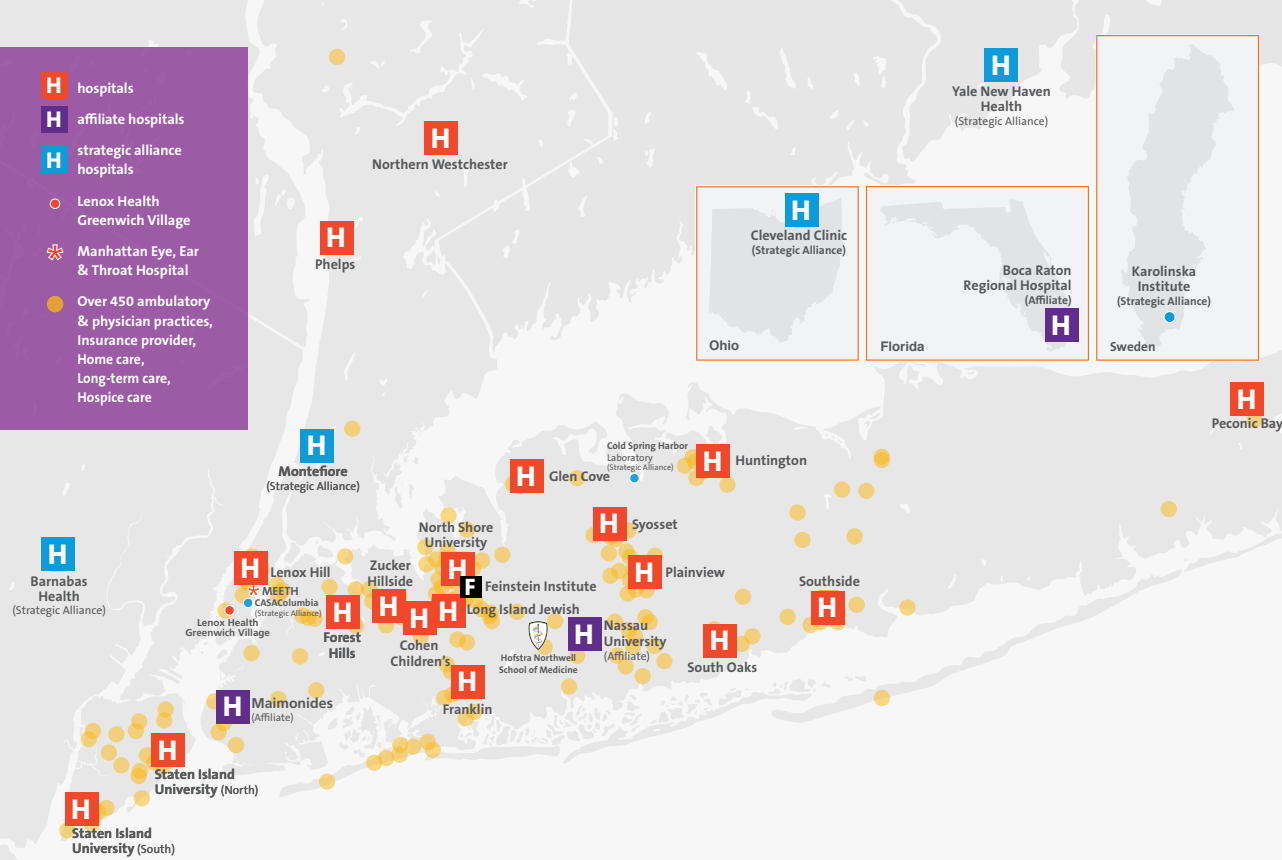 H hospitals
H affiliate hospitals
H strategic alliance
hospitals
Lenox Health
Greenwich Village
* Manhattan Eye, Ear
& Throat Hospital
Over 450 ambulatory
& physician practices,
Insurance provider,
Home care,
Long-term care,
Hospice care
H
Northern Westchester
H
Phelps
H
Yale New Haven
Health
(Strategic Alliance)
H
Cleveland Clinic
(Strategic Alliance)
Ohio
Boca Raton
Regional Hospital
(Affiliate)
H
Florida
Karolinska
Institute
(Strategic Alliance)
Sweden
H
Peconic Bay
H
Montefiore
(Strategic Alliance)
H
Barnabas
Health
(Strategic Alliance)
H Glen Cove
Cold Spring Harbor
Laboratory
(Strategic Alliance)
H Huntington
H Syosset
H Plainview
North Shore
University
H
F Feinstein Institute
Zucker
Hillside
H
H
Cohen
Children's
H Long Island Jewish
H Lenox Hill
* MEETH
CASAColumbia
(Strategic Alliance)
Lenox Health
Greenwich Village
H
Forest
Hills
Hofstra Northwell
School of Medicine
H Nassau
University
(Affiliate)
Southside
H
H
South Oaks
H
Franklin
H Maimonides
(Affiliate)
H
Staten Island
University (North)
H
Staten Island
University (South)